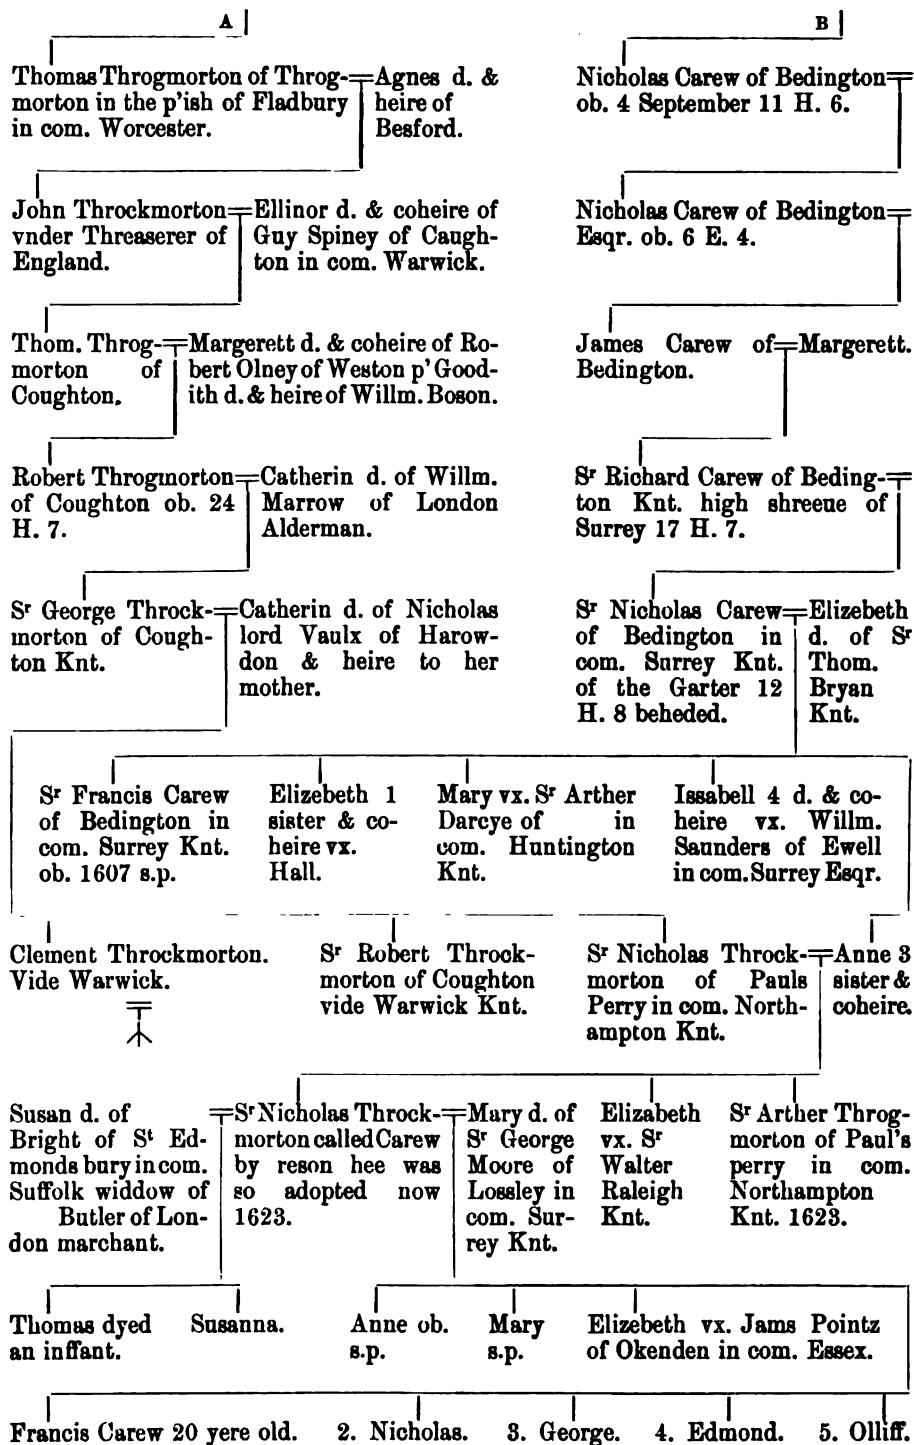 A
B
Thomas Throgmorton of Throg-
morton in the p'ish of Fladbury
in com. Worcester.
Agnes d. &
heire of
Besford.
Nicholas Carew of Bedington
ob. 4 September 11 H. 6.
John Throckmorton
vnder Threaserer of
England.
Ellinor d. & coheire of
Guy Spiney of Caugh-
ton in com. Warwick.
Nicholas Carew of Bedington
Esqr. ob. 6 E. 4.
Thom. Throg-
morton of
Coughton.
Margerett d. & coheire of Ro-
bert Olney of Weston p' Good-
ith d. & heire of Willm. Boson.
James Carew of
Bedington.
Margerett.
Robert Throgmorton
of Coughton ob. 24
H. 7.
Catherin d. of Willm.
Marrow of London
Alderman.
Sr Richard Carew of Beding-
ton Knt. high shreeue of
Surrey 17 H. 7.
Sr George Throck-
morton of Cough-
ton Knt.
Catherin d. of Nicholas
lord Vaulx of Harow-
don & heire to her
mother.
Sr Nicholas Carew
of Bedington in
com. Surrey Knt.
of the Garter 12
H. 8 beheded.
Elizebeth
d. of Sr
Thom.
Bryan
Knt.
Sr Francis Carew
of Bedington in
com. Surrey Knt.
ob. 1607 s.p.
Elizebeth 1
sister & co-
heire vx.
Hall.
Mary vx. Sr Arther
Darcye of in
com. Huntington
Knt.
Issabell 4 d. & co-
heire vx. Willm.
Saunders of Ewell
in com. Surrey Esqr.
Clement Throckmorton.
Vide Warwick.
Sr Robert Throck-
morton of Coughton
vide Warwick Knt.
Sr Nicholas Throck-
morton of Pauls
Perry in com. North-
ampton Knt.
Anne 3
sister &
coheire.
Susan d. of
Bright of St Ed-
monds bury in com.
Suffolk widdow of
Butler of Lon-
don marchant.
Sr Nicholas Throck-
morton called Carew
by reson hee was
so adopted now
1623.
Mary d. of
Sr George
Moore of
Lossley in
com. Sur-
rey Knt.
Elizabeth
vx. Sr
Walter
Raleigh
Knt.
Sr Arther Throg-
morton of Paul's
perry in com.
Northampton
Knt. 1623.
Thomas dyed
an inffant.
Susanna.
Anne ob.
s.p.
Mary
s.p.
Elizebeth vx. Jams Pointz
of Okenden in com. Essex.
Francis Carew 20 yere old. 2. Nicholas. 3. George. 4. Edmond. 5. Olliff.